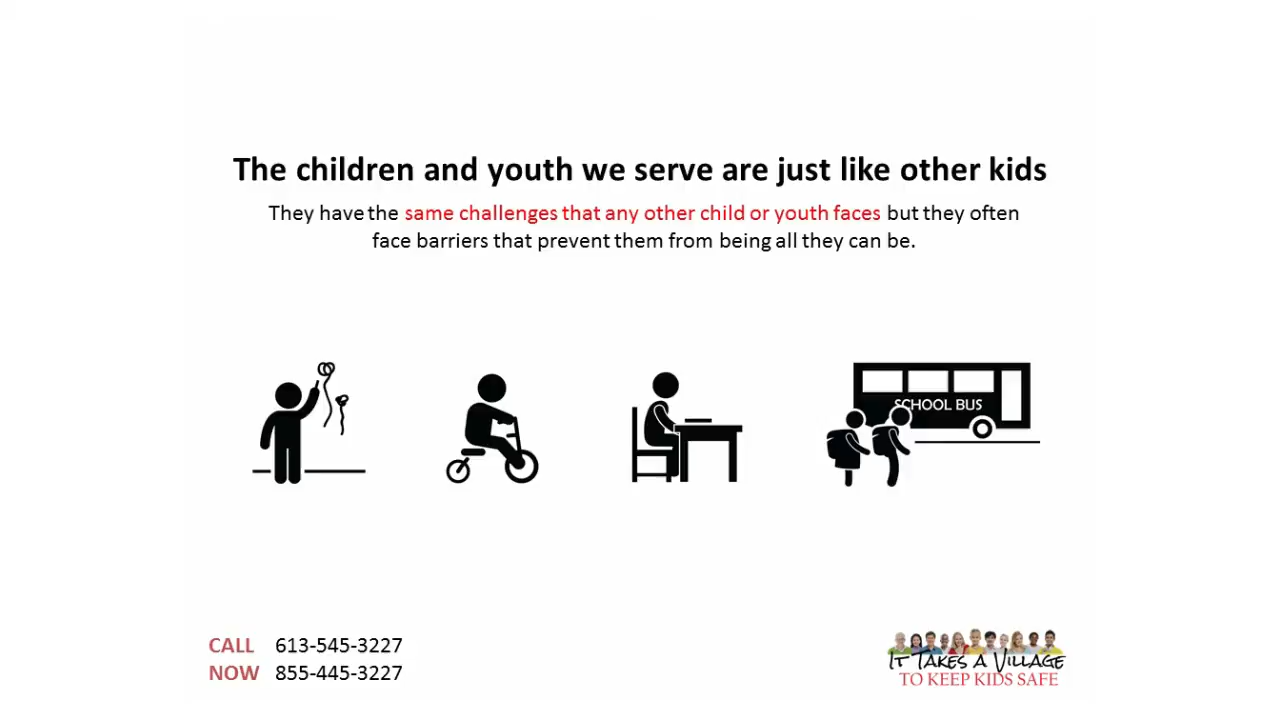 The children and youth we serve are just like other kids
They have the same challenges that any other child or youth faces but they often
face barriers that prevent them from being all they can be.
SCHOOL BUS
CALL 613-545-3227
NOW 855-445-3227
IT TAKES A VILLAGE
TO KEEP KIDS SAFE